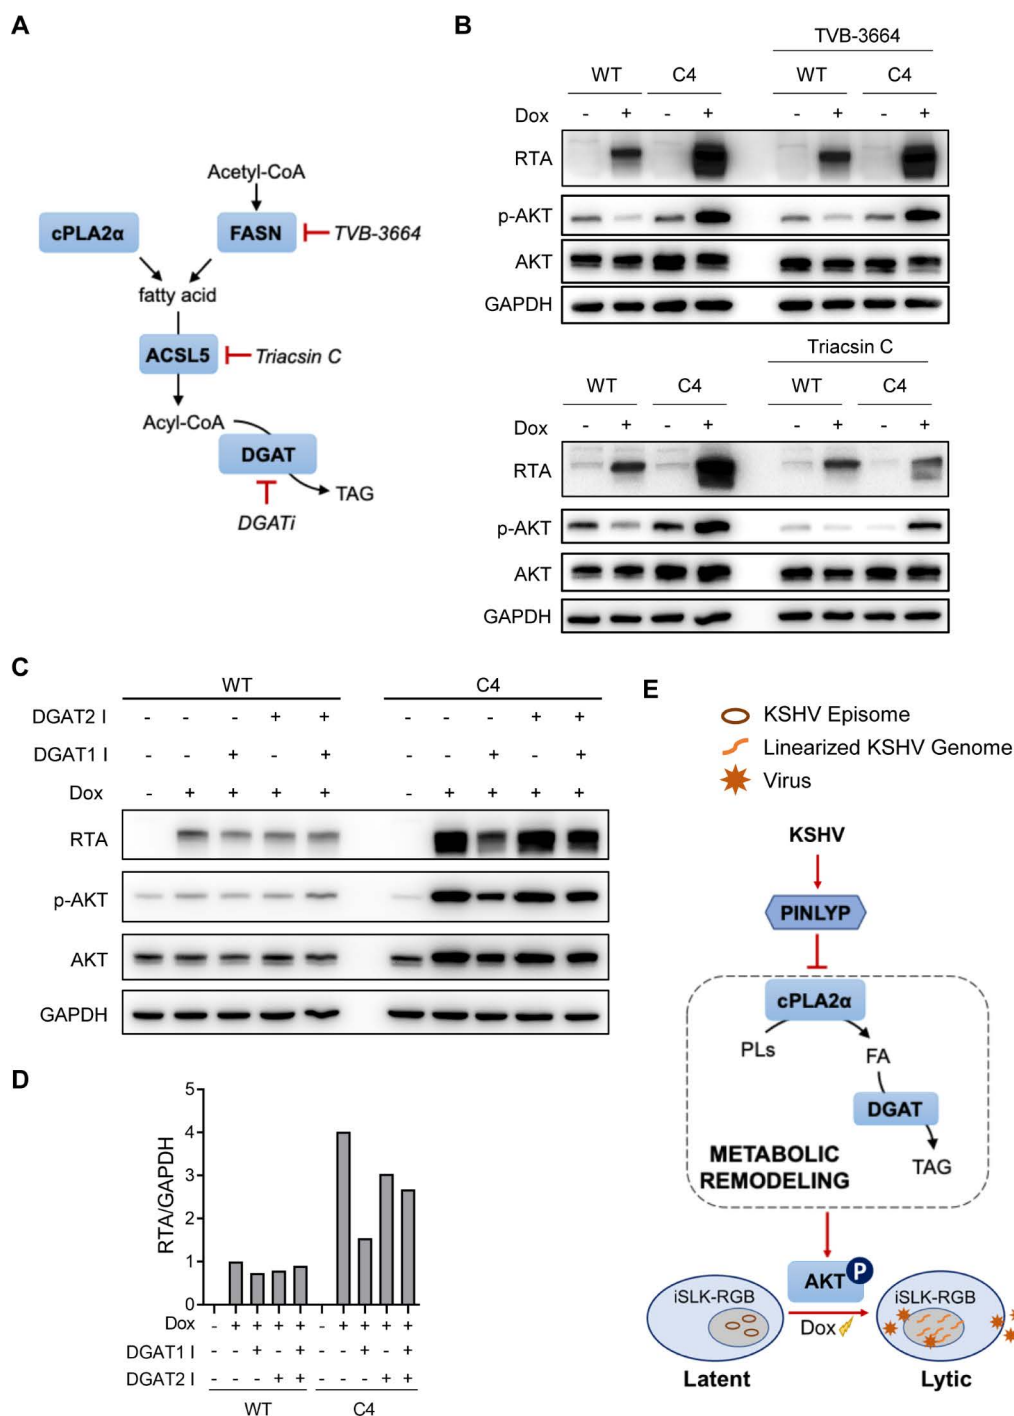 A
Acetyl-CoA
cPLA2α
FASN
TVB-3664
fatty acid
ACSL5
Triacsin C
Acyl-CoA
DGAT
TAG
DGATi
B
TVB-3664
WT C4 WT C4
Dox - + - + - + - +
RTA
p-AKT
AKT
GAPDH
Triacsin C
WT C4 WT C4
Dox - + - + - + - +
RTA
p-AKT
AKT
GAPDH
C
WT C4
DGAT2 I - - - + + - - - + +
DGAT1 I - - + - + - - + - +
Dox - + + + + - + + + +
RTA
p-AKT
AKT
GAPDH
D
RTA/GAPDH
5
4
3
2
1
0
Dox - + + + + - + + + +
DGAT1 I - - + - + - - + - +
DGAT2 I - - - + + - - - + +
WT C4
E
KSHV Episome
Linearized KSHV Genome
Virus
KSHV
PINLYP
cPLA2α
PLs
FA
DGAT
TAG
METABOLIC
REMODELING
AKT P
iSLK-RGB
Dox
iSLK-RGB
Latent
Lytic